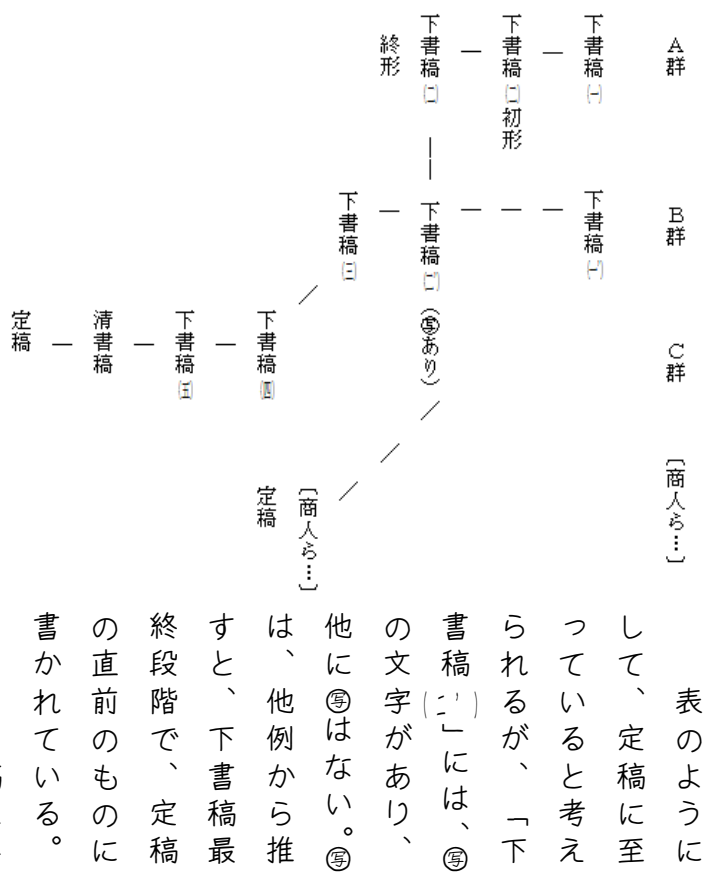 A群
下書稿㈠
下書稿㈡初形
下書稿㈡
終形
B群
下書稿(一')
下書稿(二')(㊢あり)
下書稿㈢
C群
下書稿㈣
下書稿㈤
清書稿
定稿
〔商人ら…〕
〔商人ら…〕
定稿
表のように
して、定稿に至
っていると考え
られるが、「下
書稿(二')」には、㊢
の文字があり、
他に㊢はない。㊢
は、他例から推
すと、下書稿最
終段階で、定稿
の直前のものに
書かれている。